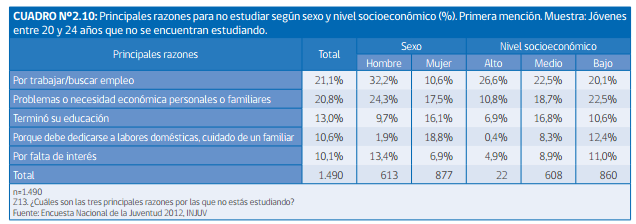 CUADRO Nº2.10: Principales razones para no estudiar según sexo y nivel socioeconómico (%). Primera mención. Muestra: Jóvenes
entre 20 y 24 años que no se encuentran estudiando.
Principales razones Total Sexo Nivel socioeconómico
Hombre Mujer Alto Medio Bajo
Por trabajar/buscar empleo 21,1% 32,2% 10,6% 26,6% 22,5% 20,1%
Problemas o necesidad económica personales o familiares 20,8% 24,3% 17,5% 10,8% 18,7% 22,5%
Terminó su educación 13,0% 9,7% 16,1% 6,9% 16,8% 10,6%
Porque debe dedicarse a labores domésticas, cuidado de un familiar 10,6% 1,9% 18,8% 0,4% 8,3% 12,4%
Por falta de interés 10,1% 13,4% 6,9% 4,9% 8,9% 11,0%
Total 1.490 613 877 22 608 860
n=1.490
Z13. ¿Cuáles son las tres principales razones por las que no estás estudiando?
Fuente: Encuesta Nacional de la Juventud 2012, INJUV